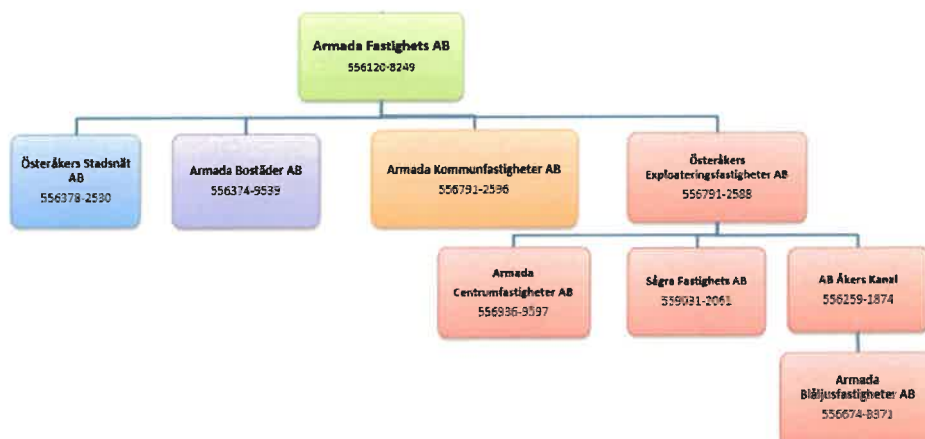 Armada Fastighets AB
556120-8249
Österåkers Stadsnät
AB
556378-2530
Armada Bostäder AB
556374-9539
Armada Kommunfastigheter AB
556791-2596
Österåkers
Exploateringsfastigheter AB
556791-2588
Armada
Centrumfastigheter AB
556936-9597
Sågra Fastighets AB
559031-2061
AB Åkers Kanal
556259-1874
Armada
Blåljusfastigheter AB
556674-8371